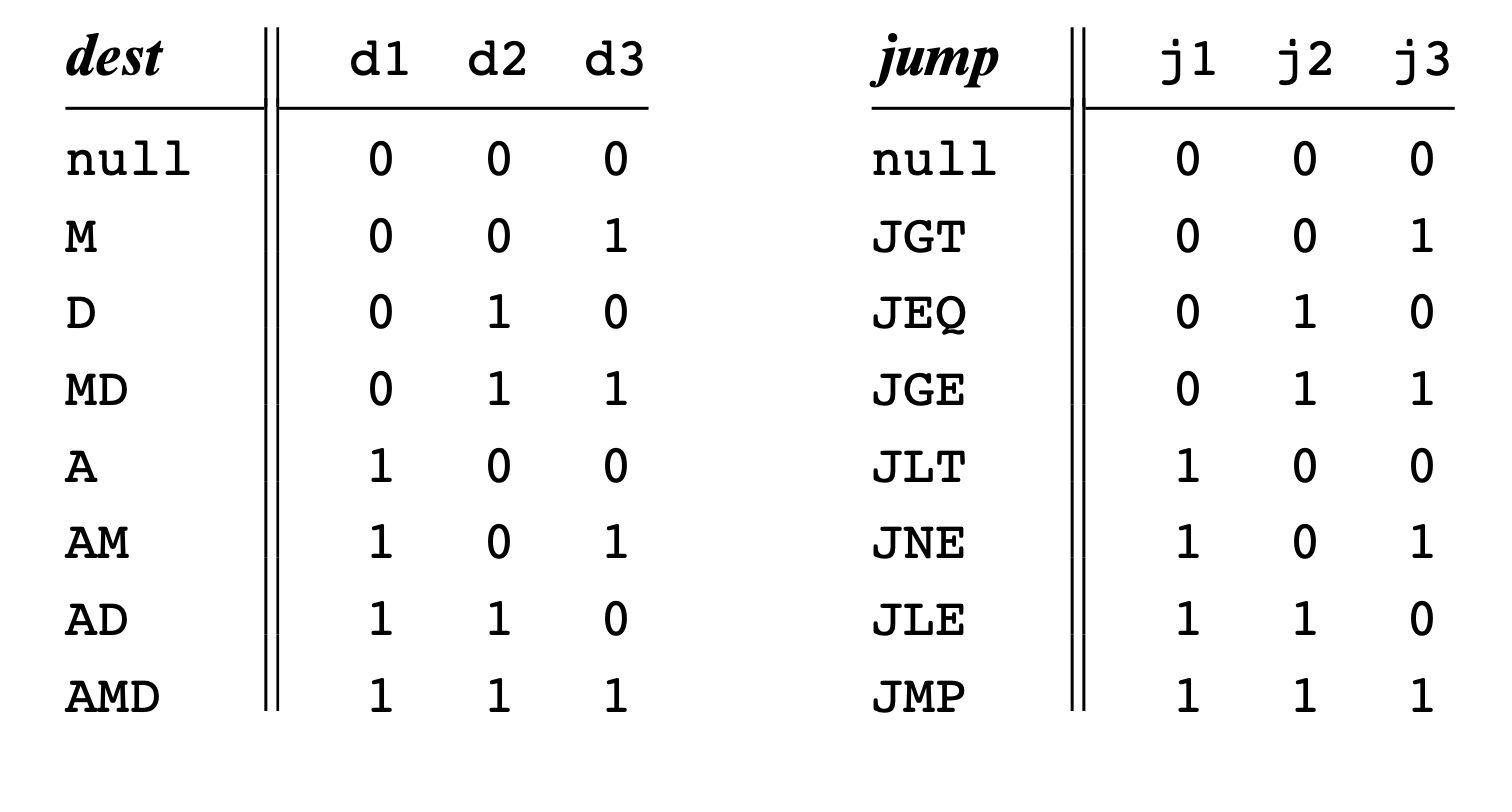 dest d1 d2 d3 jump j1 j2 j3
null 0 0 0 null 0 0 0
M 0 0 1 JGT 0 0 1
D 0 1 0 JEQ 0 1 0
MD 0 1 1 JGE 0 1 1
A 1 0 0 JLT 1 0 0
AM 1 0 1 JNE 1 0 1
AD 1 1 0 JLE 1 1 0
AMD 1 1 1 JMP 1 1 1